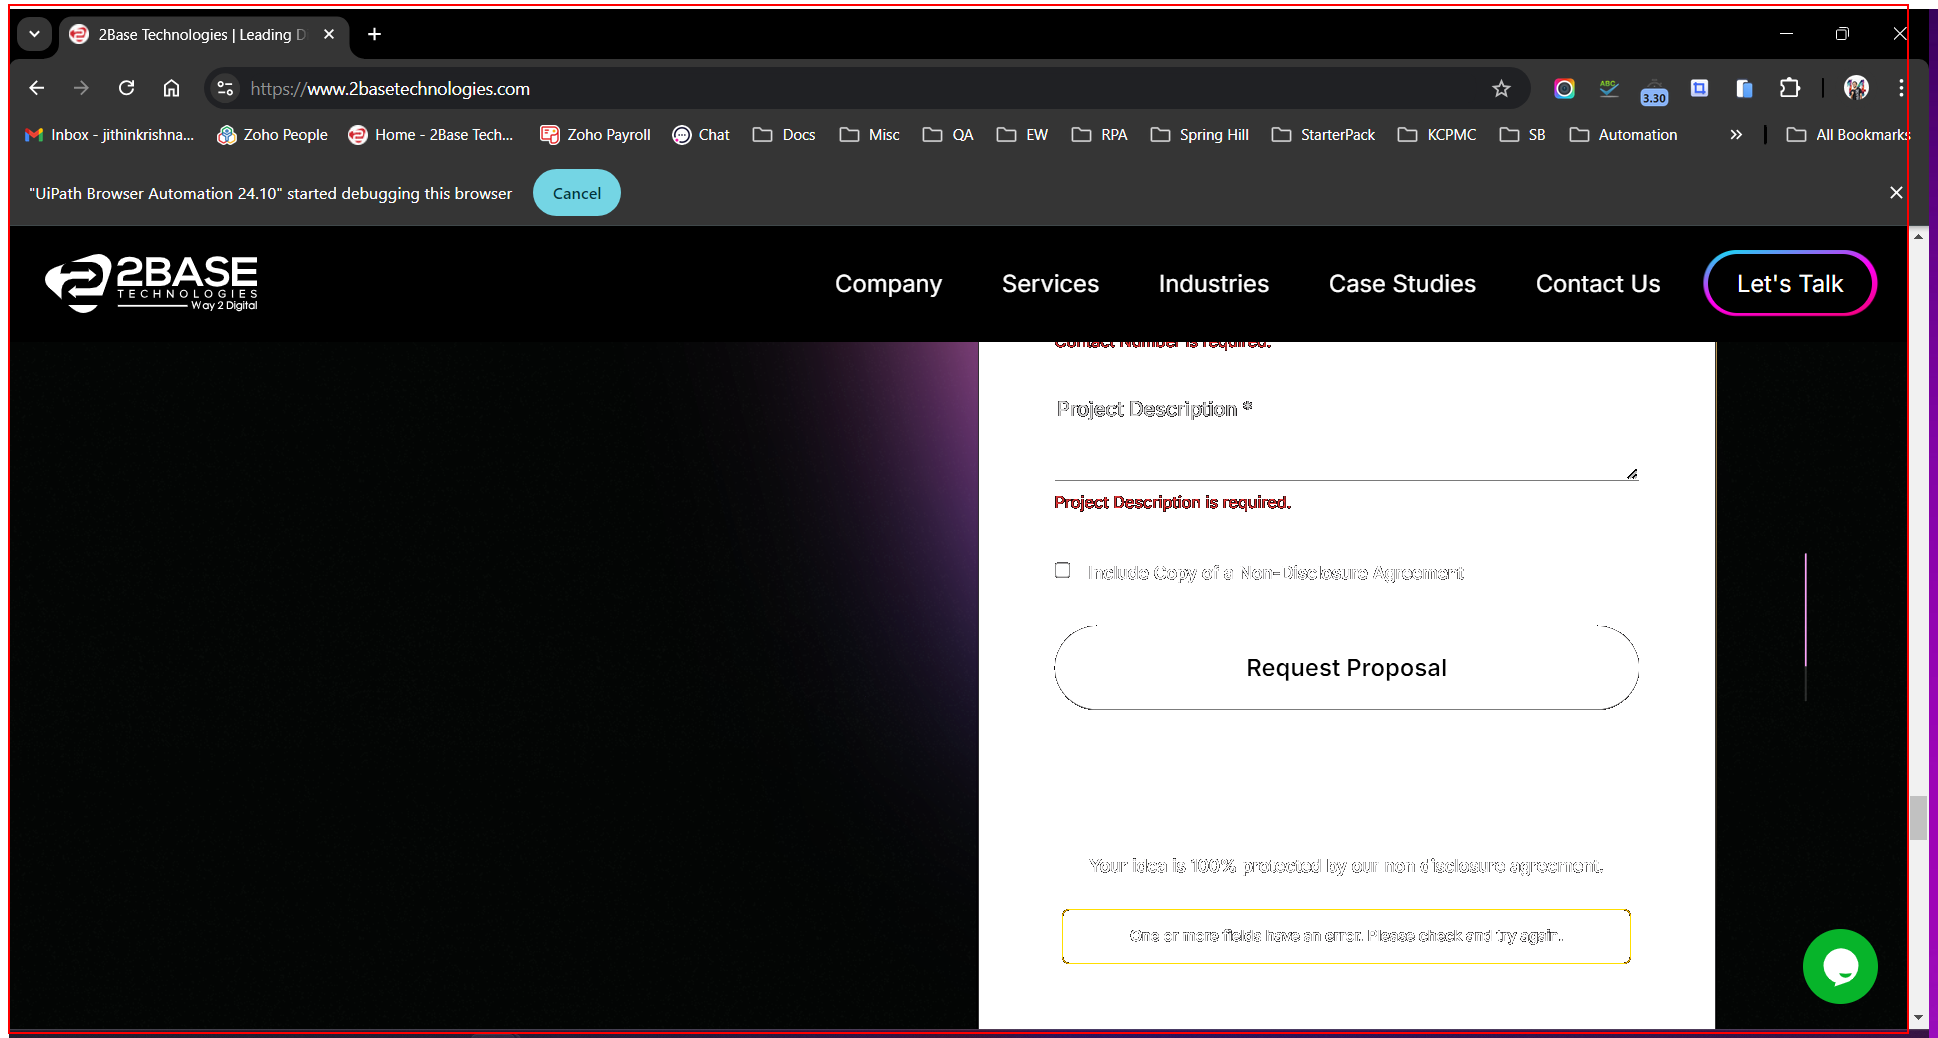 2Base Technologies | Leading D
https://www.2basetechnologies.com
ABC
3.30
Inbox - jithinkrishna... Zoho People Home - 2Base Tech... Zoho Payroll Chat Docs Misc QA EW RPA Spring Hill StarterPack KCPMC SB Automation » All Bookmarks
"UiPath Browser Automation 24.10" started debugging this browser Cancel
2BASE
TECHNOLOGIES
Way 2 Digital
Company Services Industries Case Studies Contact Us Let's Talk
Contact Number is required.
Project Description *
Project Description is required.
Include Copy of a Non-Disclosure Agreement
Request Proposal
Your idea is 100% protected by our non disclosure agreement.
One or more fields have an error. Please check and try again.